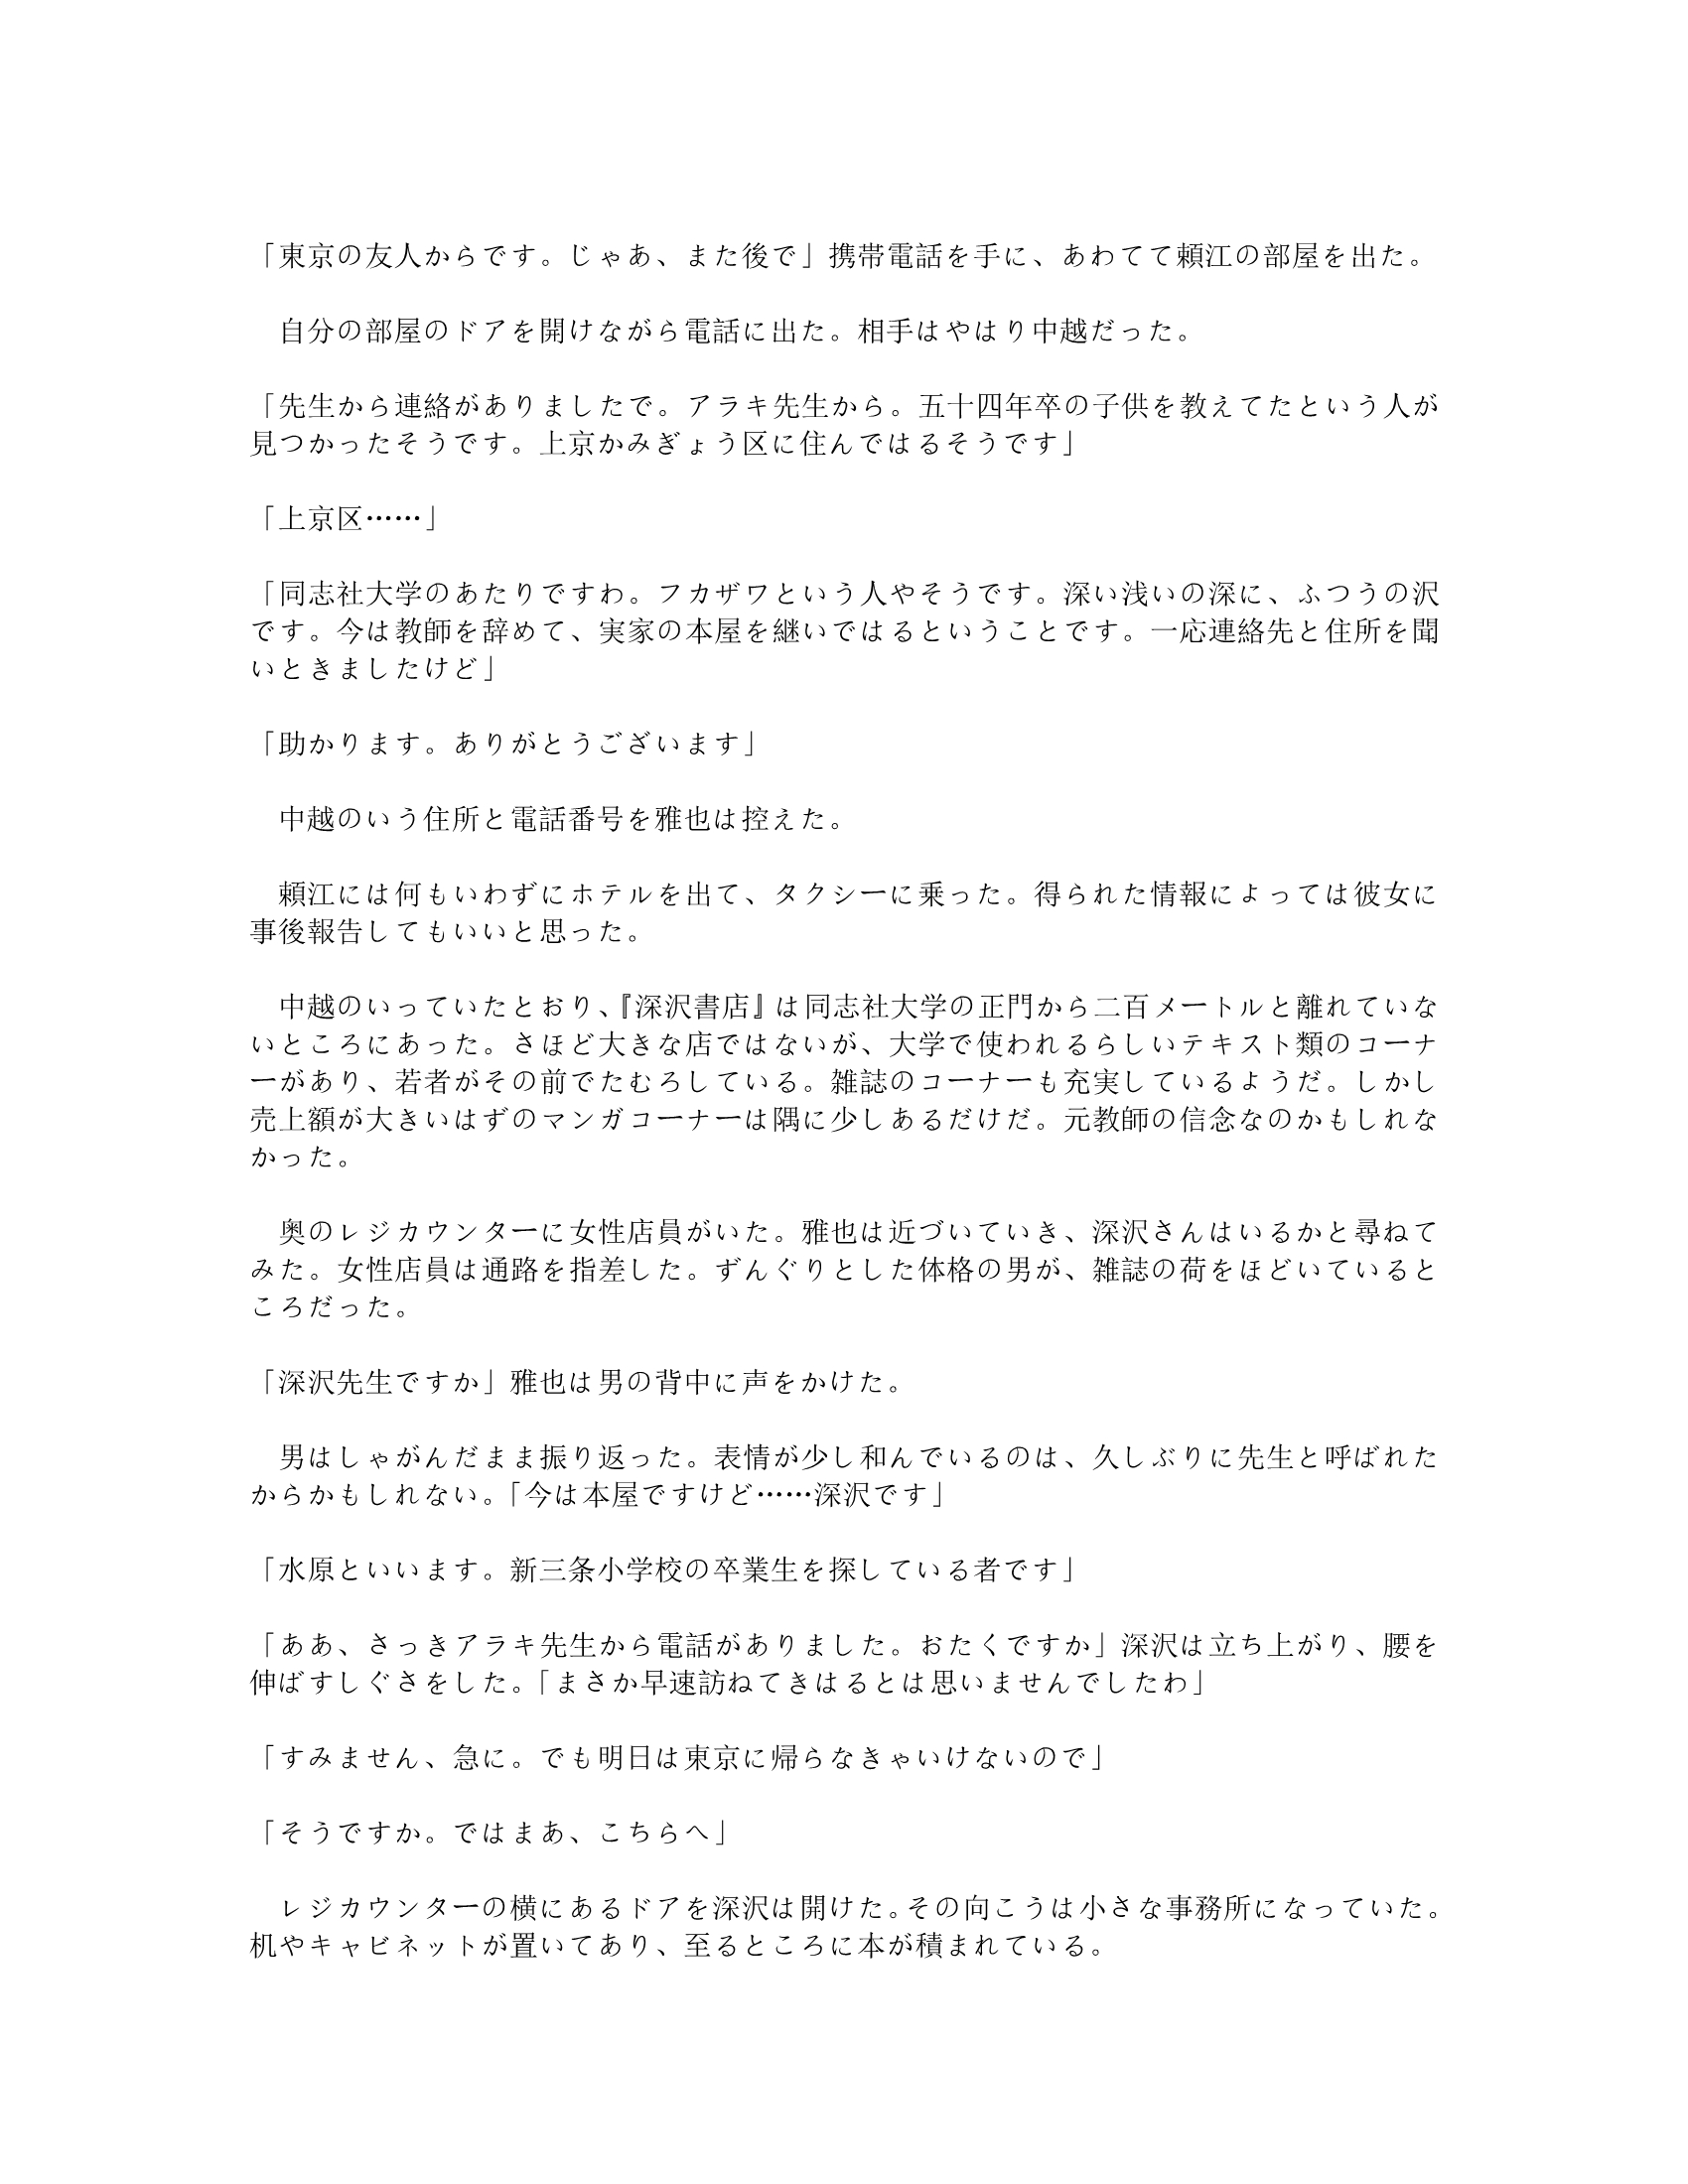 「東京の友人からです。じゃあ、また後で」携帯電話を手に、あわてて頼江の部屋を出た。
　自分の部屋のドアを開けながら電話に出た。相手はやはり中越だった。
「先生から連絡がありましたで。アラキ先生から。五十四年卒の子供を教えてたという人が
見つかったそうです。上京かみぎょう区に住んではるそうです」
「上京区……」
「同志社大学のあたりですわ。フカザワという人やそうです。深い浅いの深に、ふつうの沢
です。今は教師を辞めて、実家の本屋を継いではるということです。一応連絡先と住所を聞
いときましたけど」
「助かります。ありがとうございます」
　中越のいう住所と電話番号を雅也は控えた。
　頼江には何もいわずにホテルを出て、タクシーに乗った。得られた情報によっては彼女に
事後報告してもいいと思った。
　中越のいっていたとおり、『深沢書店』は同志社大学の正門から二百メートルと離れていな
いところにあった。さほど大きな店ではないが、大学で使われるらしいテキスト類のコーナ
ーがあり、若者がその前でたむろしている。雑誌のコーナーも充実しているようだ。しかし
売上額が大きいはずのマンガコーナーは隅に少しあるだけだ。元教師の信念なのかもしれな
かった。
　奥のレジカウンターに女性店員がいた。雅也は近づいていき、深沢さんはいるかと尋ねて
みた。女性店員は通路を指差した。ずんぐりとした体格の男が、雑誌の荷をほどいていると
ころだった。
「深沢先生ですか」雅也は男の背中に声をかけた。
　男はしゃがんだまま振り返った。表情が少し和んでいるのは、久しぶりに先生と呼ばれた
からかもしれない。「今は本屋ですけど……深沢です」
「水原といいます。新三条小学校の卒業生を探している者です」
「ああ、さっきアラキ先生から電話がありました。おたくですか」深沢は立ち上がり、腰を
伸ばすしぐさをした。「まさか早速訪ねてきはるとは思いませんでしたわ」
「すみません、急に。でも明日は東京に帰らなきゃいけないので」
「そうですか。ではまあ、こちらへ」
　レジカウンターの横にあるドアを深沢は開けた。その向こうは小さな事務所になっていた。
机やキャビネットが置いてあり、至るところに本が積まれている。